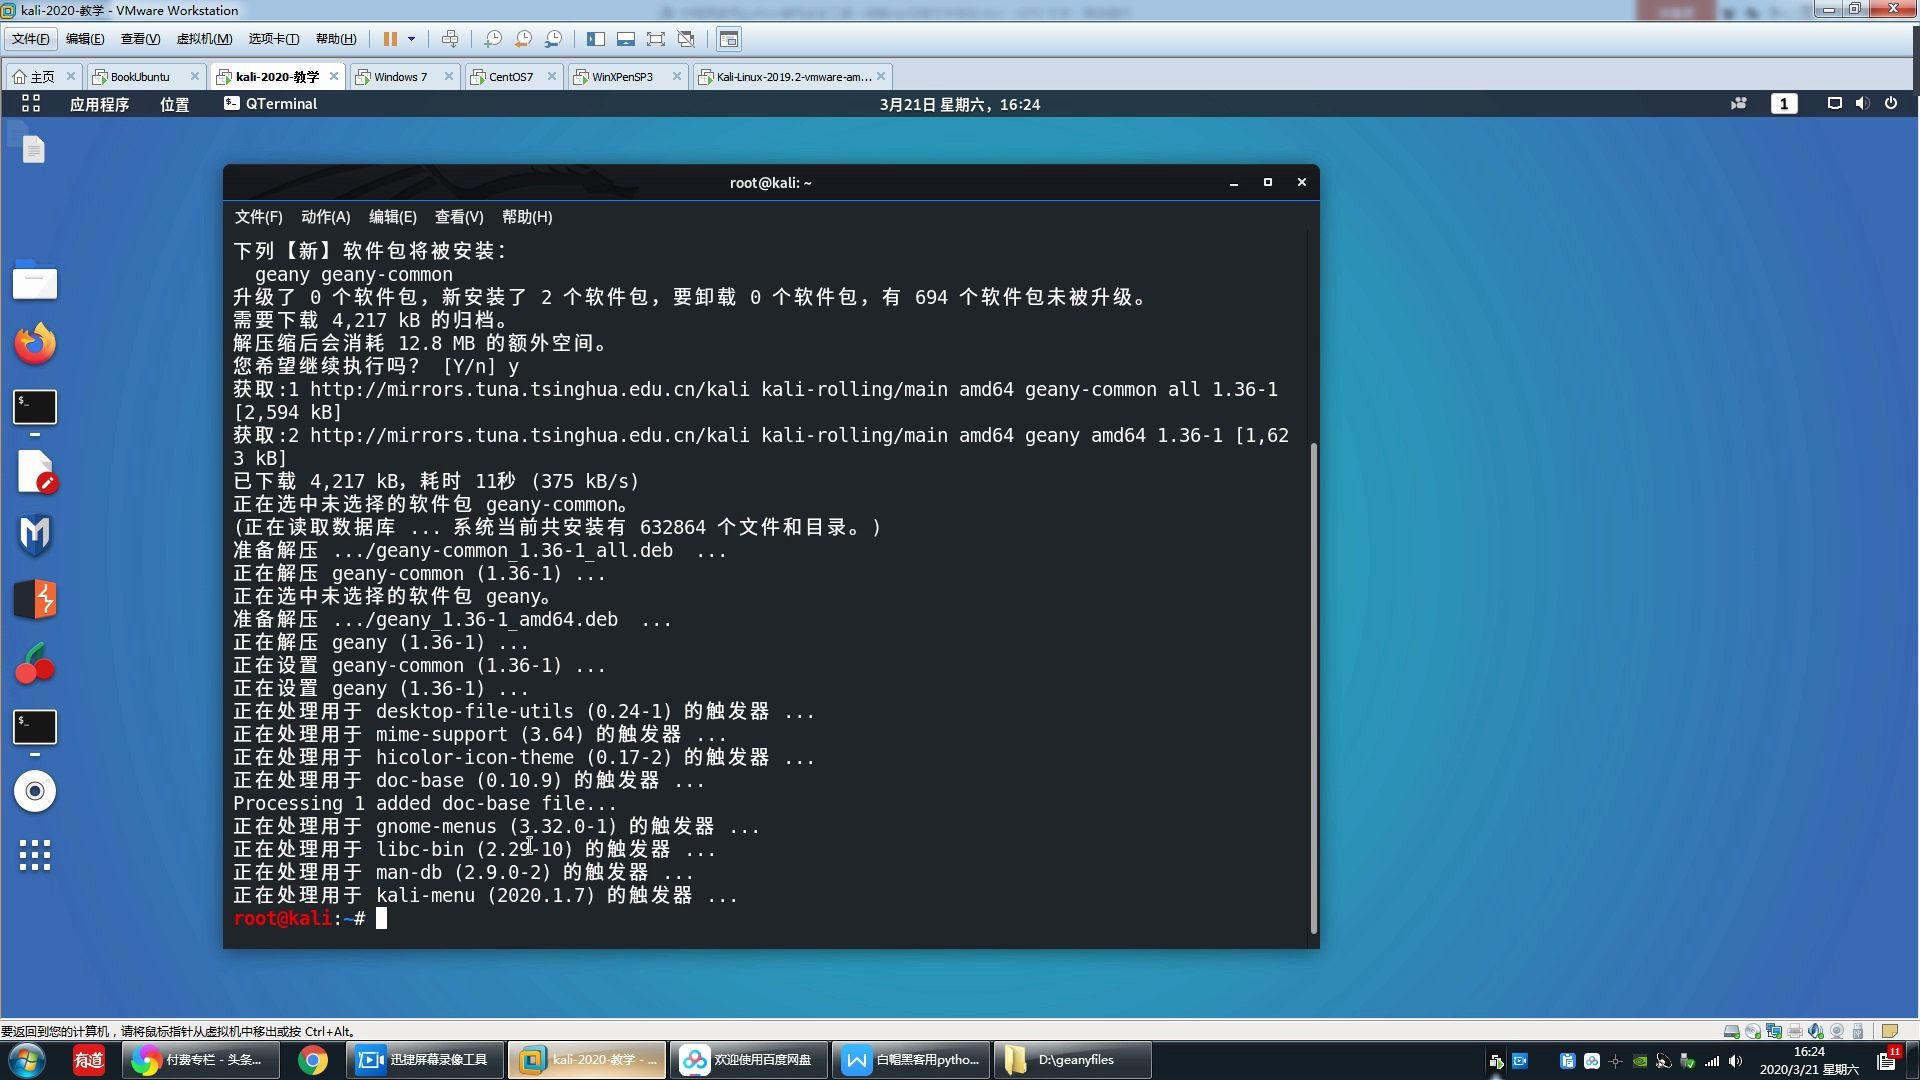 kali-2020-教学 - VMware Workstation
文件(F) 编辑(E) 查看(V) 虚拟机(M) 选项卡(T) 帮助(H)
主页 BookUbuntu kali-2020-教学 Windows 7 CentOS7 WinXPenSP3 Kali-Linux-2019.2-vmware-am...
应用程序 位置 QTerminal 3月21日 星期六，16:24 1
root@kali: ~
文件(F) 动作(A) 编辑(E) 查看(V) 帮助(H)
下列【新】软件包将被安装：
geany geany-common
升级了 0 个软件包，新安装了 2 个软件包，要卸载 0 个软件包，有 694 个软件包未被升级。
需要下载 4,217 kB 的归档。
解压缩后会消耗 12.8 MB 的额外空间。
您希望继续执行吗？ [Y/n] y
获取:1 http://mirrors.tuna.tsinghua.edu.cn/kali kali-rolling/main amd64 geany-common all 1.36-1
[2,594 kB]
获取:2 http://mirrors.tuna.tsinghua.edu.cn/kali kali-rolling/main amd64 geany amd64 1.36-1 [1,62
3 kB]
已下载 4,217 kB，耗时 11秒 (375 kB/s)
正在选中未选择的软件包 geany-common。
(正在读取数据库 ... 系统当前共安装有 632864 个文件和目录。)
准备解压 .../geany-common_1.36-1_all.deb ...
正在解压 geany-common (1.36-1) ...
正在选中未选择的软件包 geany。
准备解压 .../geany_1.36-1_amd64.deb ...
正在解压 geany (1.36-1) ...
正在设置 geany-common (1.36-1) ...
正在设置 geany (1.36-1) ...
正在处理用于 desktop-file-utils (0.24-1) 的触发器 ...
正在处理用于 mime-support (3.64) 的触发器 ...
正在处理用于 hicolor-icon-theme (0.17-2) 的触发器 ...
正在处理用于 doc-base (0.10.9) 的触发器 ...
Processing 1 added doc-base file...
正在处理用于 gnome-menus (3.32.0-1) 的触发器 ...
正在处理用于 libc-bin (2.29-10) 的触发器 ...
正在处理用于 man-db (2.9.0-2) 的触发器 ...
正在处理用于 kali-menu (2020.1.7) 的触发器 ...
root@kali:~#
要返回到您的计算机，请将鼠标指针从虚拟机中移出或按 Ctrl+Alt。
有道 付费专栏 - 头条... 迅捷屏幕录像工具 kali-2020-教学 - ... 欢迎使用百度网盘 白帽黑客用pytho... D:\geanyfiles 16:24 11
2020/3/21 星期六